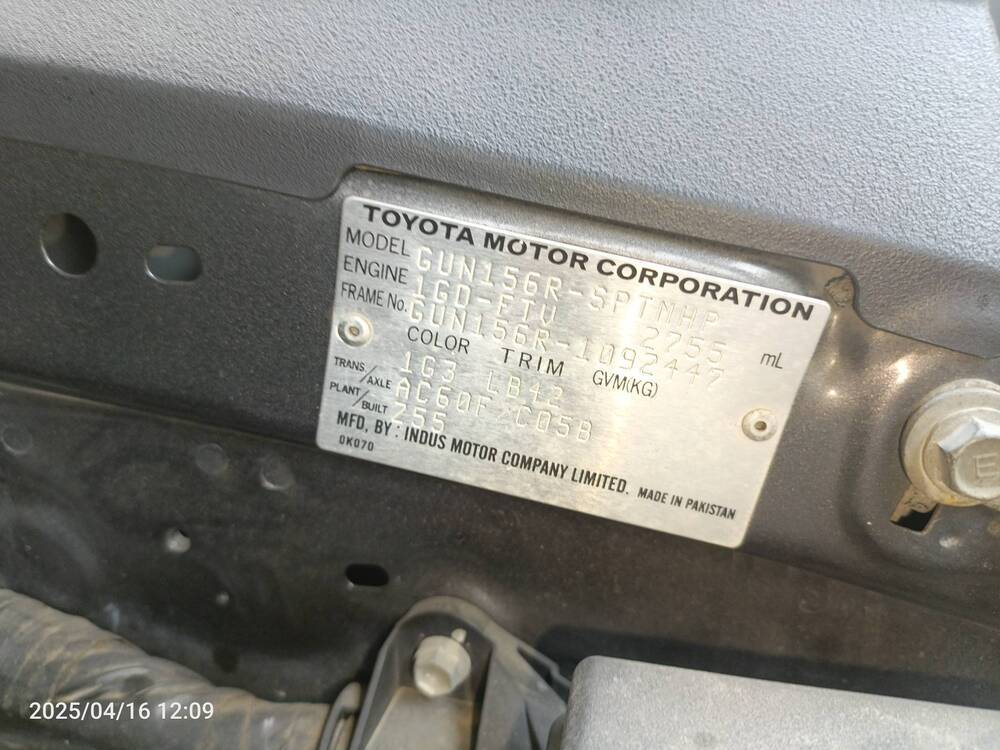 TOYOTA MOTOR CORPORATION
MODEL GUN156R-SPTMHP
ENGINE 1GD-FTV 2755 mL
FRAME No. GUN156R-1092447
COLOR TRIM GVM(KG)
1G3 LB42
TRANS/AXLE AC60F C05B
PLANT/BUILT Z55
MFD, BY: INDUS MOTOR COMPANY LIMITED. MADE IN PAKISTAN
0K070
E
2025/04/16 12:09